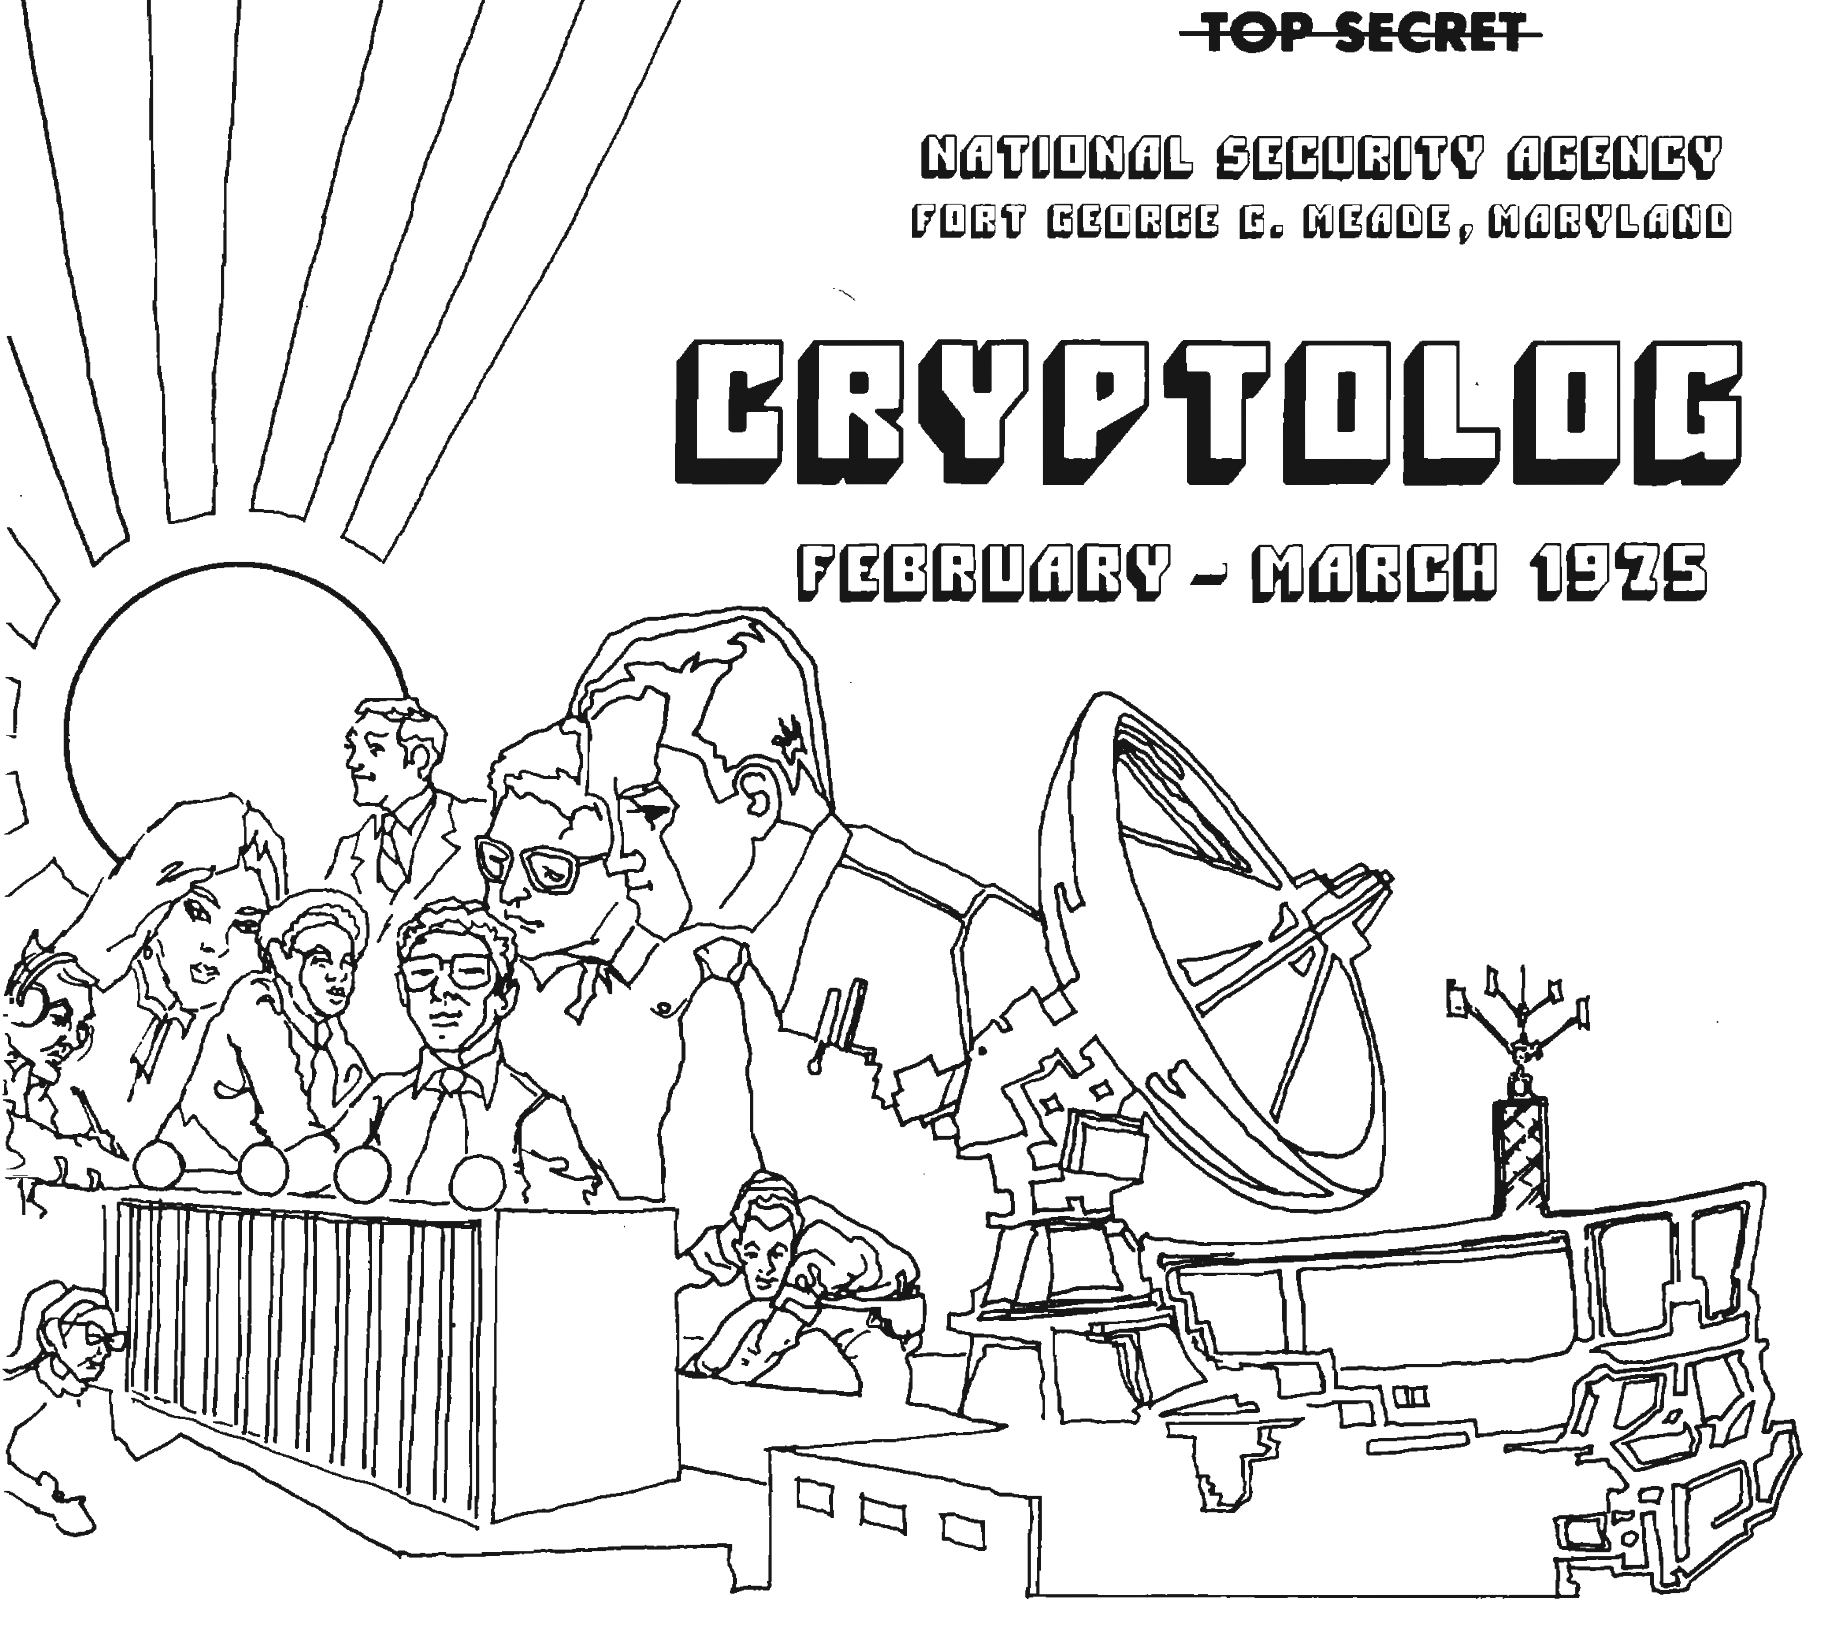 TOP SECRET
NATIONAL SECURITY AGENCY
FORT GEORGE G. MEADE, MARYLAND
CRYPTOLOG
FEBRUARY - MARCH 1975